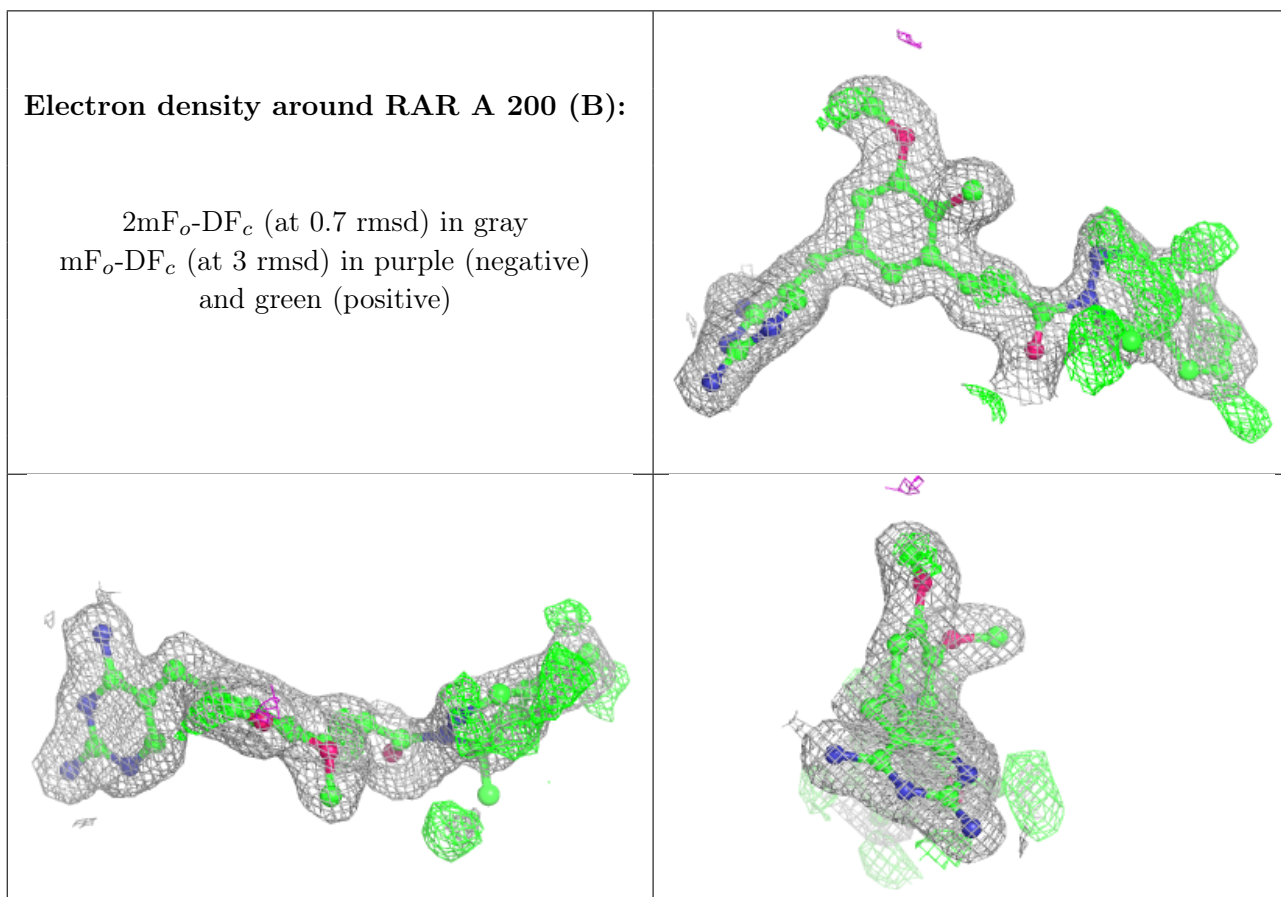 Electron density around RAR A 200 (B):
2mFₒ-DF𝒸 (at 0.7 rmsd) in gray
mFₒ-DF𝒸 (at 3 rmsd) in purple (negative)
and green (positive)